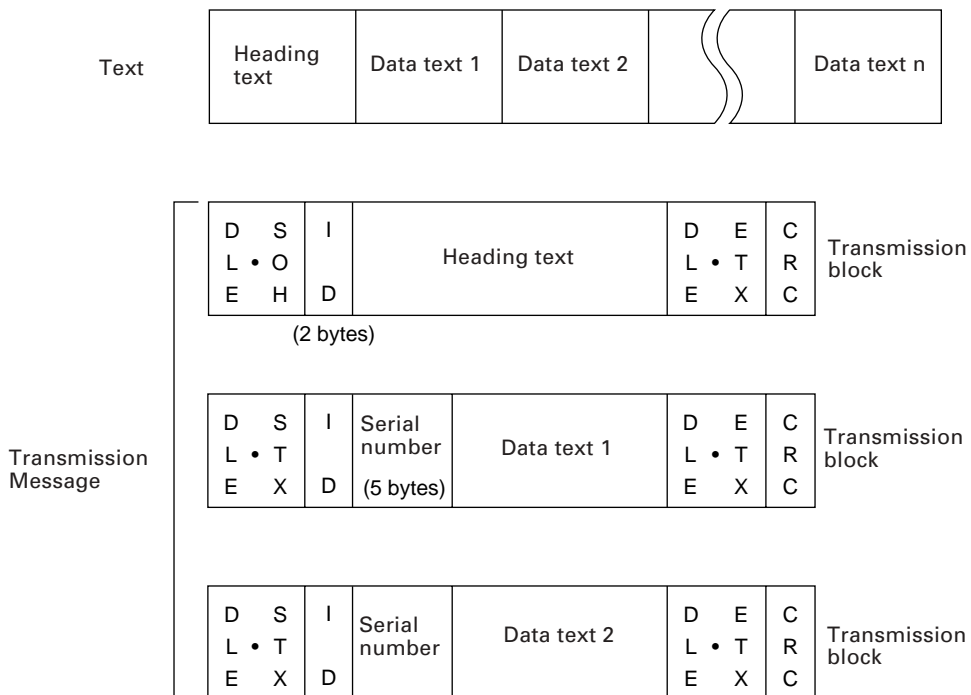 Text
Heading
text
Data text 1
Data text 2
Data text n
D S I D E C
L • O Heading text L • T R
E H D E X C
Transmission
block
(2 bytes)
Transmission
Message
D S I Serial D E C
L • T number Data text 1 L • T R
E X D (5 bytes) E X C
Transmission
block
D S I Serial D E C
L • T number Data text 2 L • T R
E X D E X C
Transmission
block